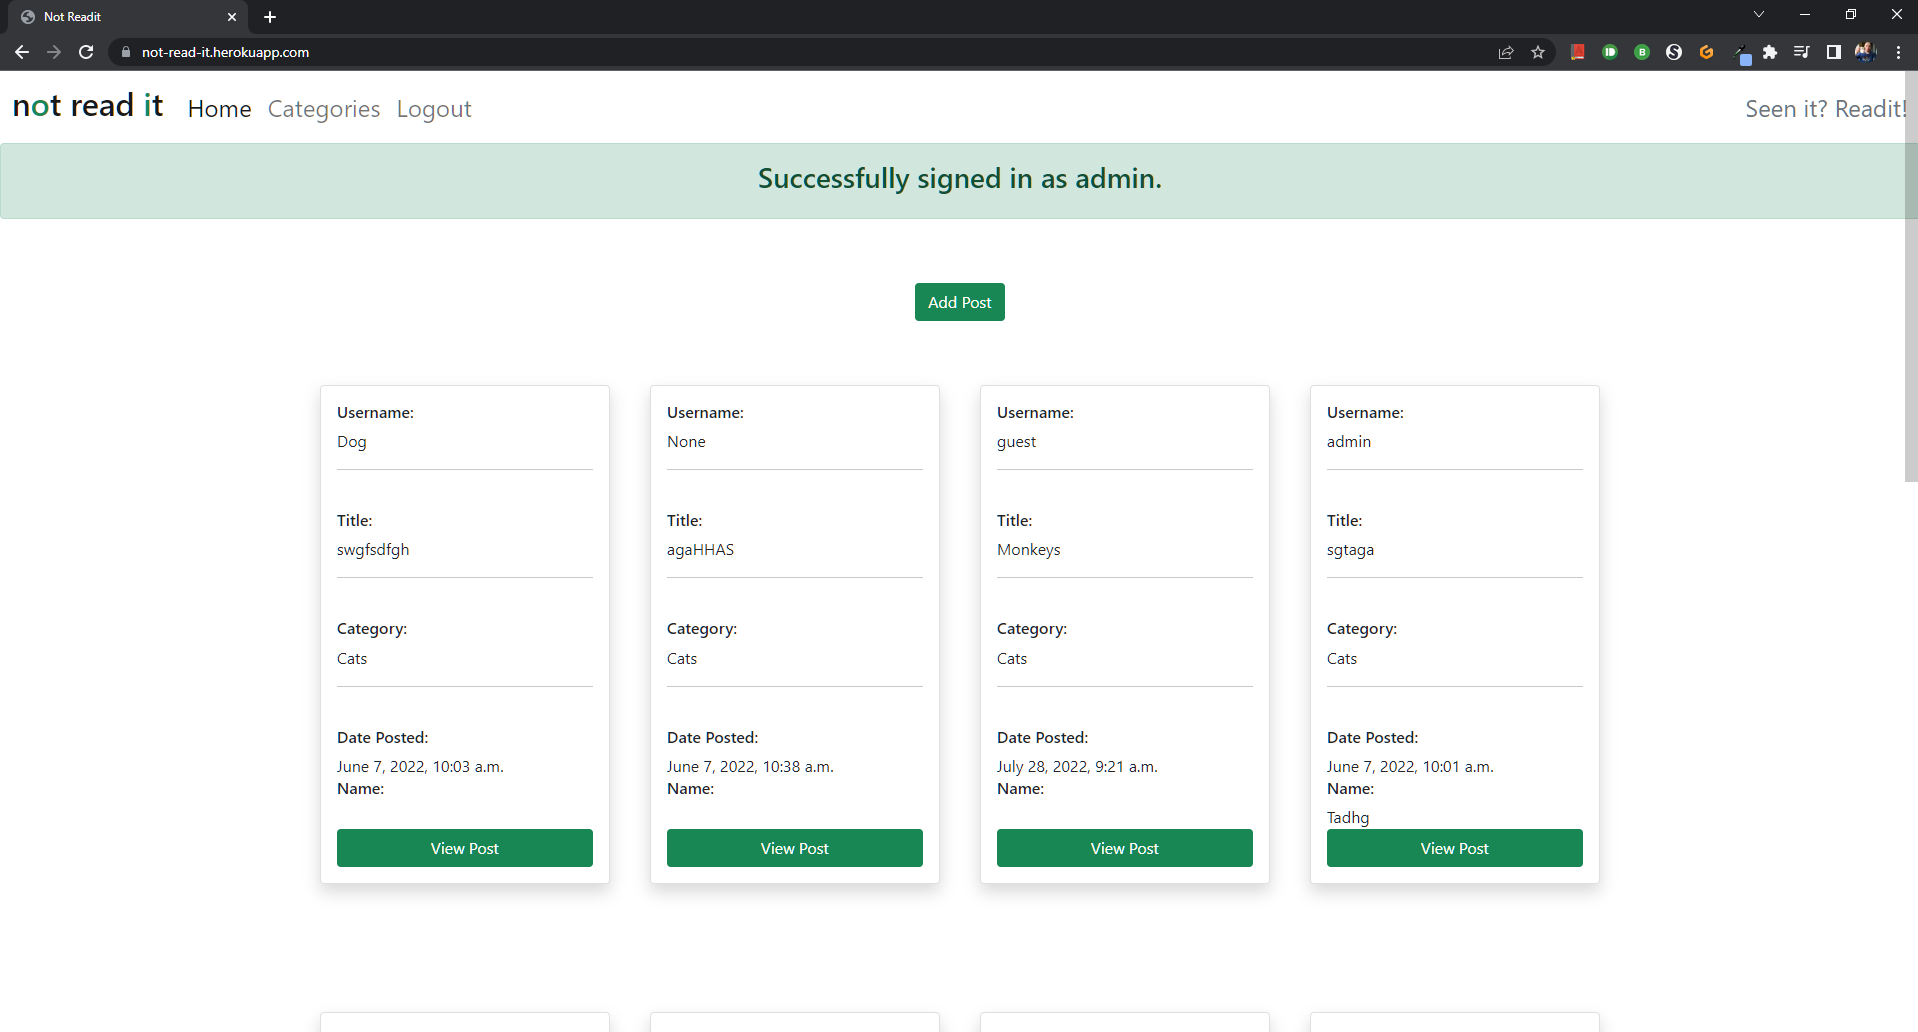 Not Readit
not-read-it.herokuapp.com
not read it Home Categories Logout Seen it? Readit!
Successfully signed in as admin.
Add Post
Username:
Dog
Title:
swgfsdfgh
Category:
Cats
Date Posted:
June 7, 2022, 10:03 a.m.
Name:
View Post
Username:
None
Title:
agaHHAS
Category:
Cats
Date Posted:
June 7, 2022, 10:38 a.m.
Name:
View Post
Username:
guest
Title:
Monkeys
Category:
Cats
Date Posted:
July 28, 2022, 9:21 a.m.
Name:
View Post
Username:
admin
Title:
sgtaga
Category:
Cats
Date Posted:
June 7, 2022, 10:01 a.m.
Name:
Tadhg
View Post